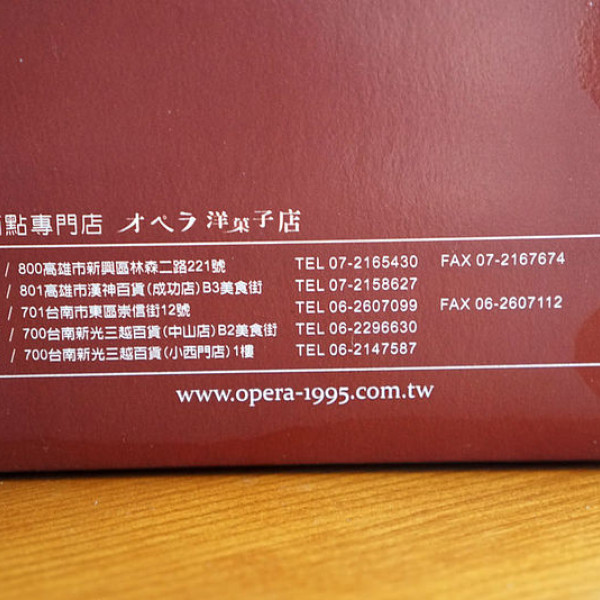 點專門店 オペラ洋菓子店
/ 800高雄市新興區林森二路221號 TEL 07-2165430 FAX 07-2167674
/ 801高雄市漢神百貨(成功店)B3美食街 TEL 07-2158627
/ 701台南市東區崇信街12號 TEL 06-2607099 FAX 06-2607112
/ 700台南新光三越百貨(中山店)B2美食街 TEL 06-2296630
/ 700台南新光三越百貨(小西門店)1樓 TEL 06-2147587
www.opera-1995.com.tw